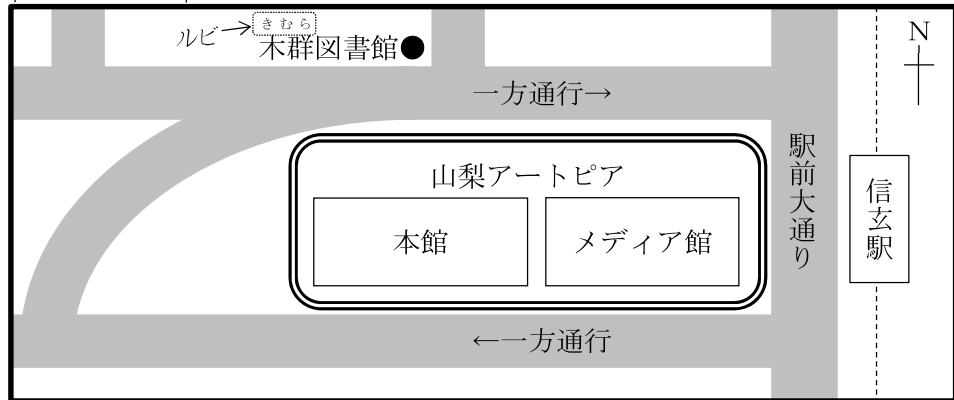 ルビ→
きむら
木群図書館●
N
一方通行→
山梨アートピア
本館
メディア館
駅前大通り
信玄駅
←一方通行